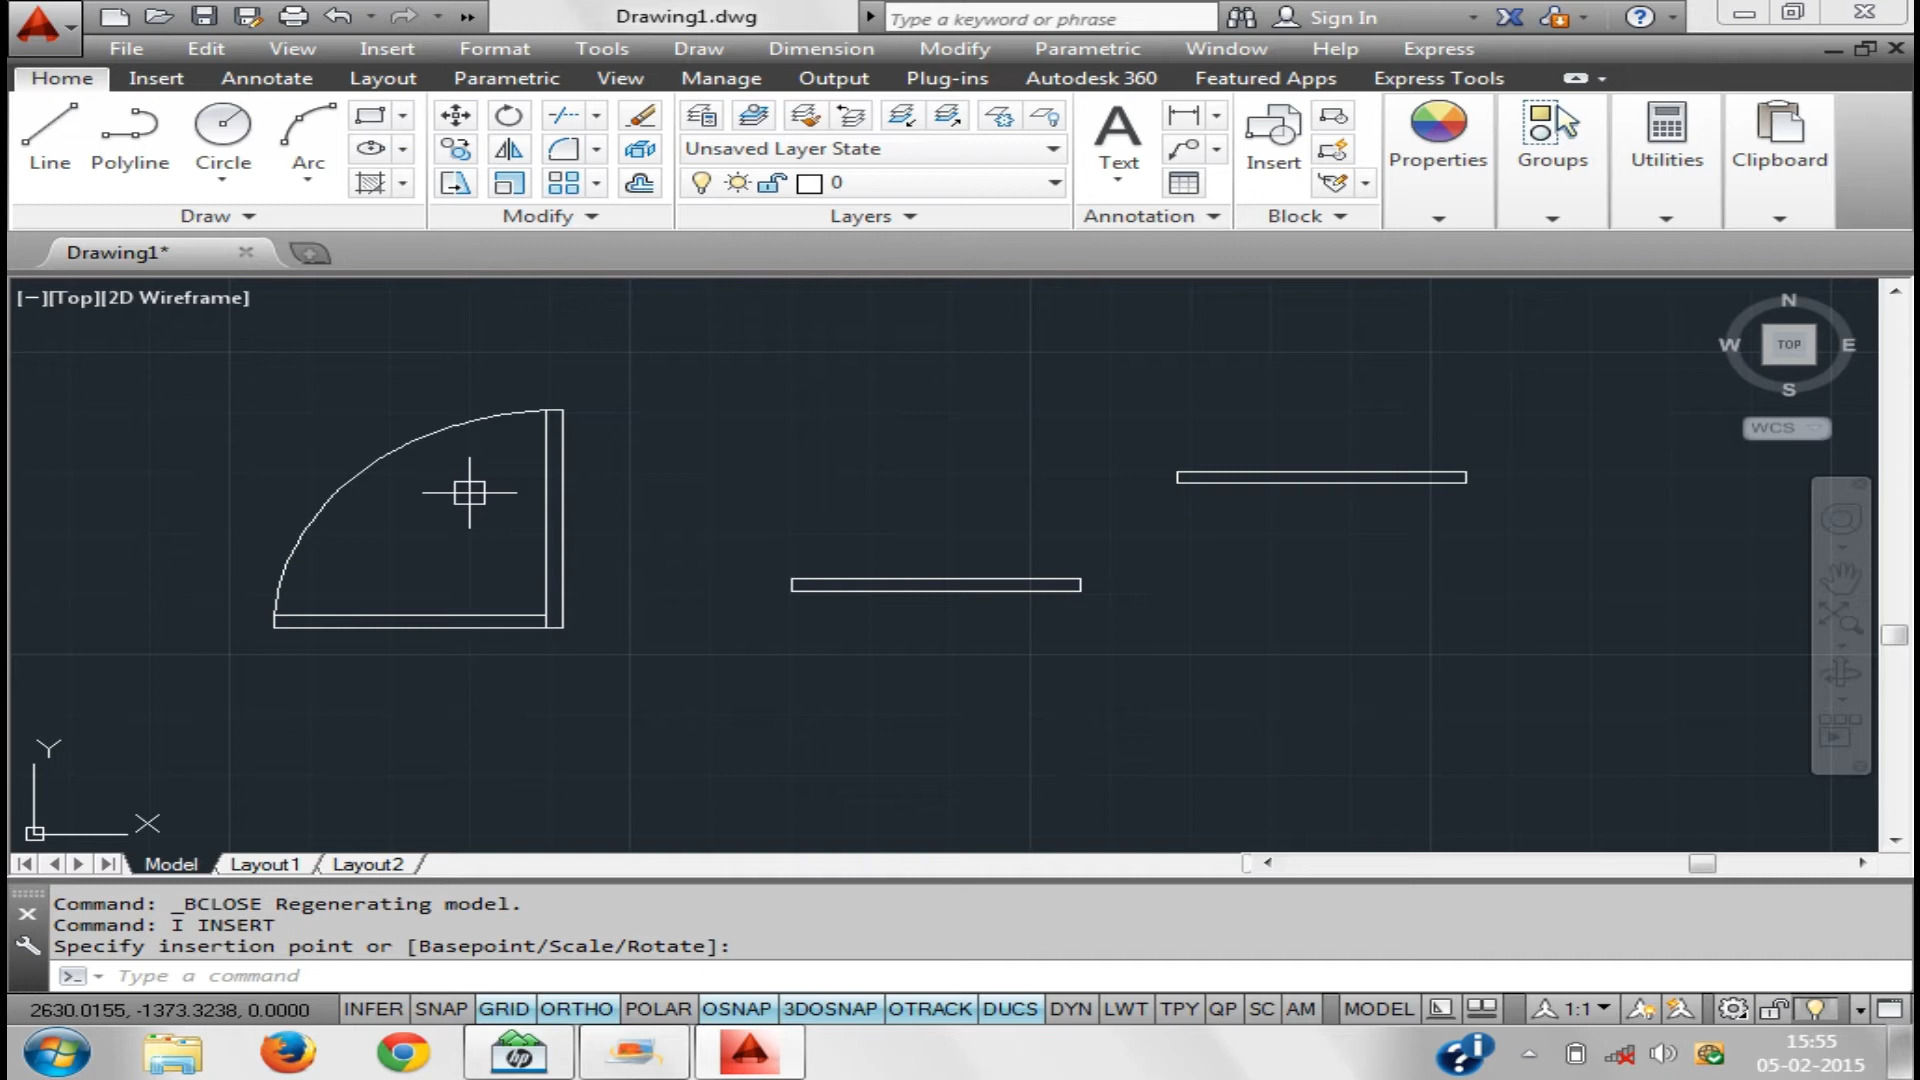 Drawing1.dwg
Type a keyword or phrase
Sign In
File Edit View Insert Format Tools Draw Dimension Modify Parametric Window Help Express
Home Insert Annotate Layout Parametric View Manage Output Plug-ins Autodesk 360 Featured Apps Express Tools
Line Polyline Circle Arc
Unsaved Layer State
0
Text
Insert
Properties Groups Utilities Clipboard
Draw Modify Layers Annotation Block
Drawing1*
[−][Top][2D Wireframe]
N
W TOP E
S
WCS
Y
X
Model Layout1 Layout2
Command: _BCLOSE Regenerating model.
Command: I INSERT
Specify insertion point or [Basepoint/Scale/Rotate]:
Type a command
2630.0155, -1373.3238, 0.0000 INFER SNAP GRID ORTHO POLAR OSNAP 3DOSNAP OTRACK DUCS DYN LWT TPY QP SC AM MODEL 1:1
hp
15:55
05-02-2015